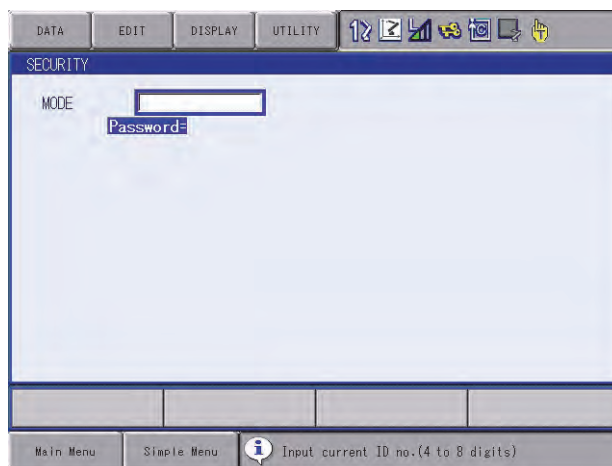 DATA EDIT DISPLAY UTILITY
SECURITY
MODE
Password=
Main Menu Simple Menu Input current ID no.(4 to 8 digits)